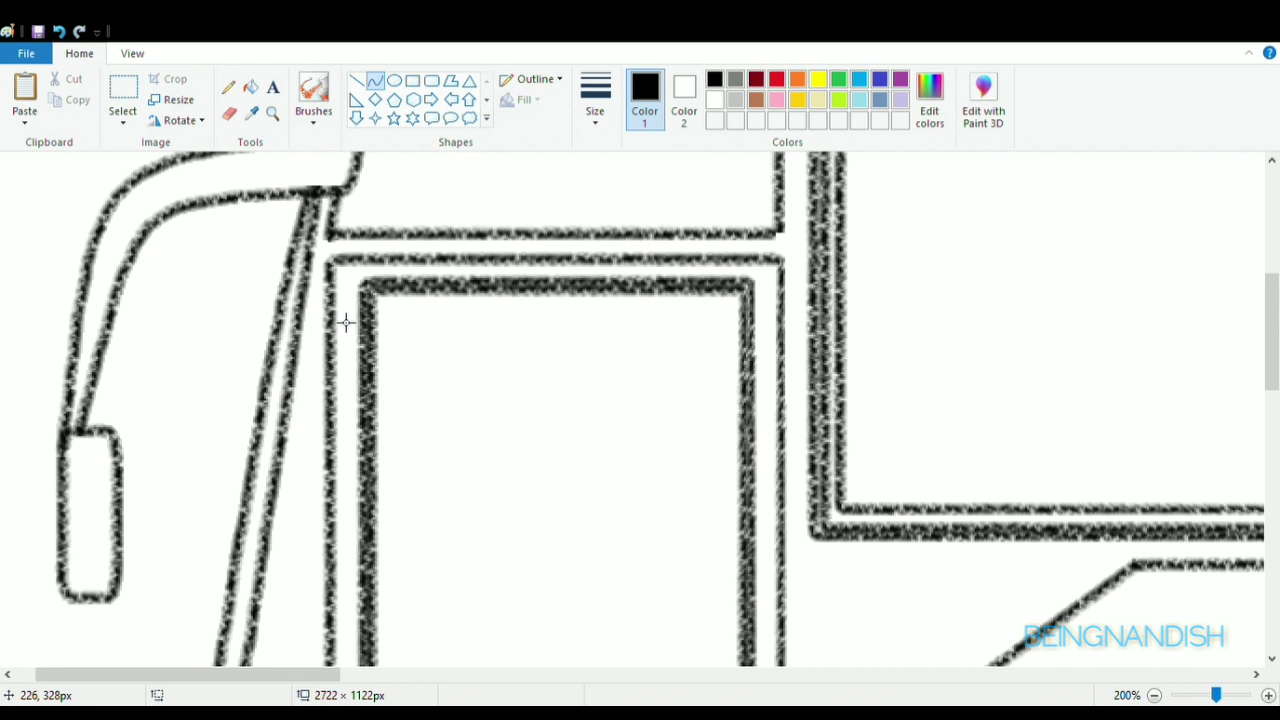 File
Home
View
Paste
Cut
Copy
Clipboard
Select
Crop
Resize
Rotate
Image
Tools
Brushes
Shapes
Outline
Fill
Size
Color
1
Color
2
Edit
colors
Colors
Edit with
Paint 3D
BEINGNANDISH
226, 328px
2722 × 1122px
200%